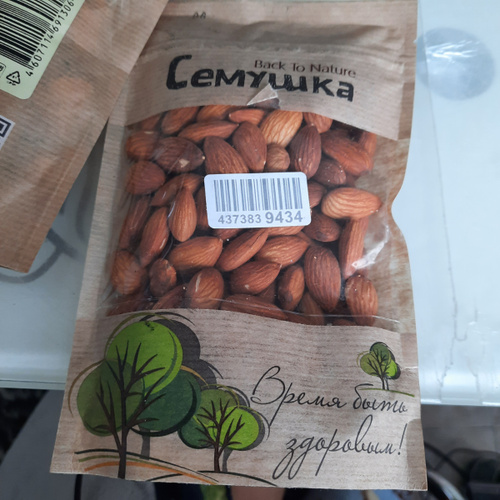 Back To Nature
Семушка
437383 9434
Время быть
здоровым!